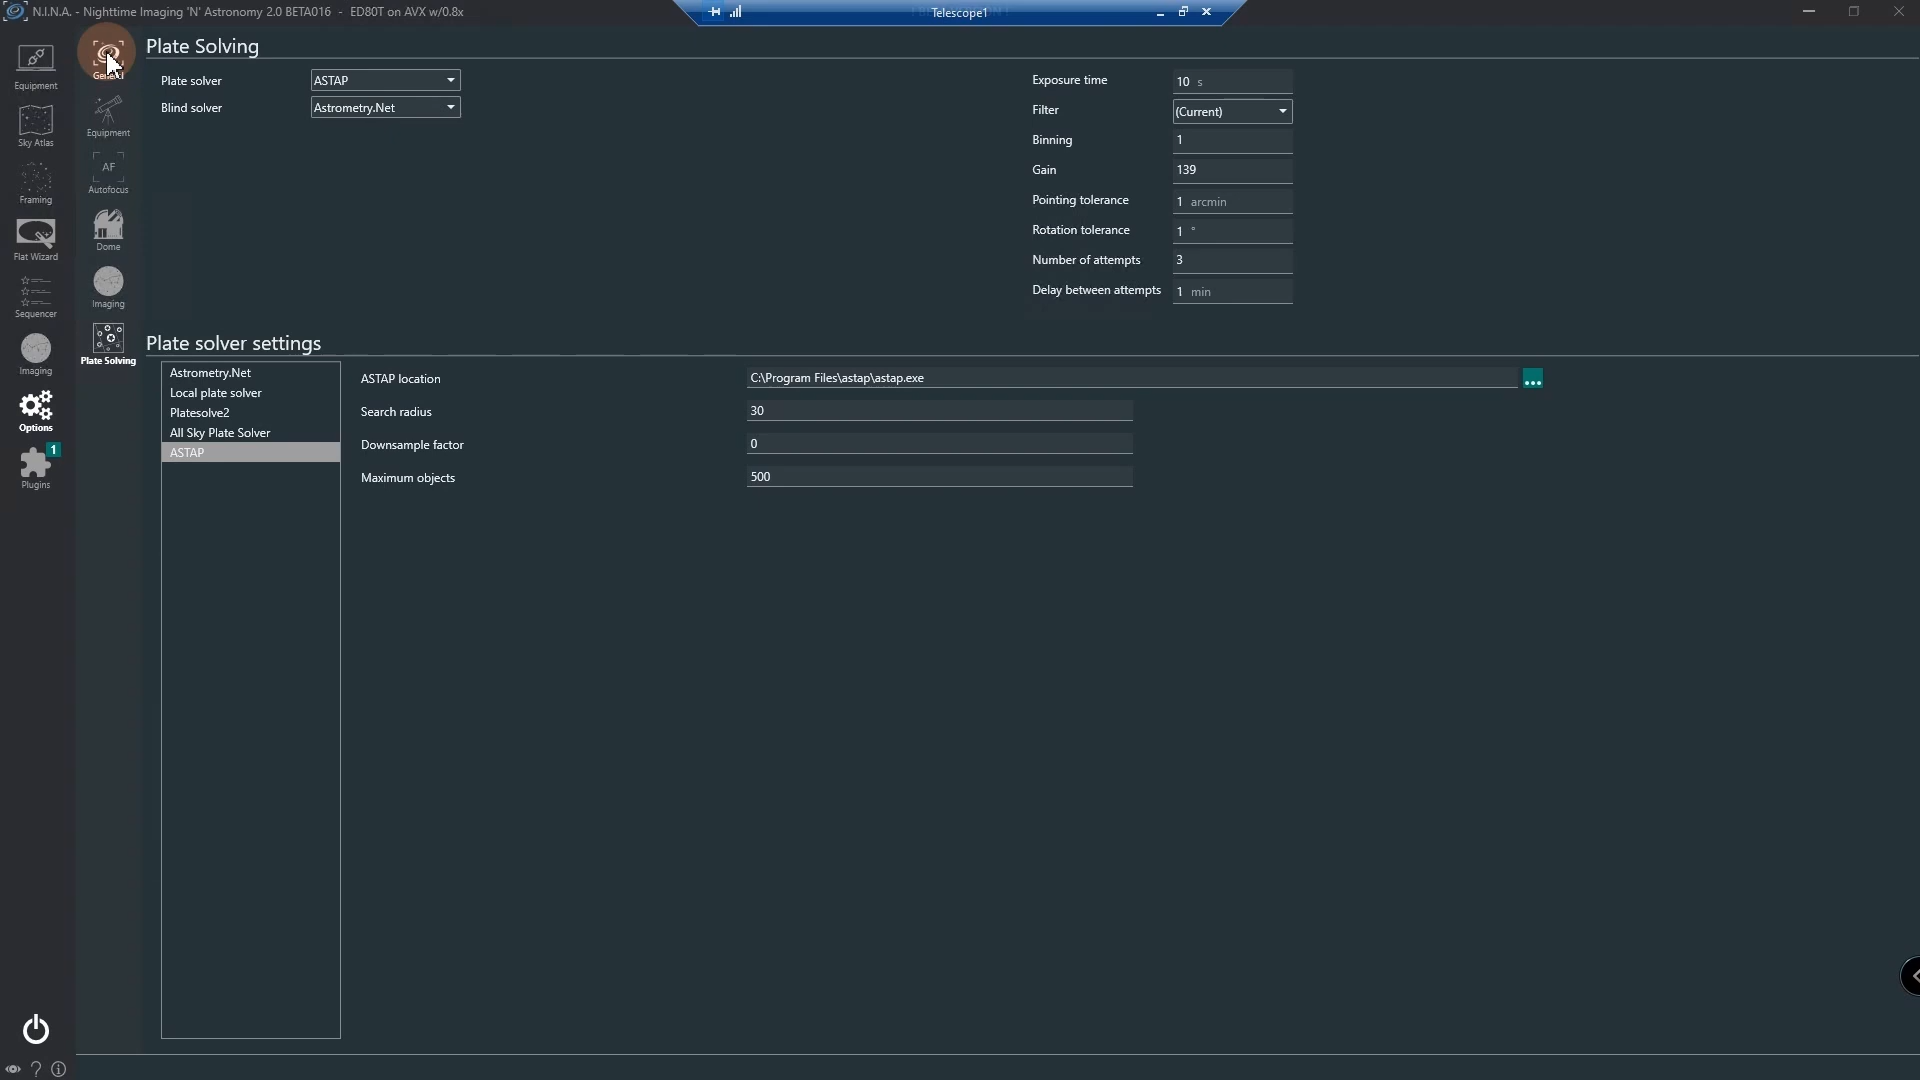 N.I.N.A. - Nighttime Imaging 'N' Astronomy 2.0 BETA016 - ED80T on AVX w/0.8x
Telescope1
Equipment
Sky Atlas
Framing
Flat Wizard
Sequencer
Imaging
Options
1
Plugins
General
Equipment
AF
Autofocus
Dome
Imaging
Plate Solving
Plate Solving
Plate solver ASTAP
Blind solver Astrometry.Net
Exposure time 10 s
Filter (Current)
Binning 1
Gain 139
Pointing tolerance 1 arcmin
Rotation tolerance 1 °
Number of attempts 3
Delay between attempts 1 min
Plate solver settings
Astrometry.Net
Local plate solver
Platesolve2
All Sky Plate Solver
ASTAP
ASTAP location C:\Program Files\astap\astap.exe ...
Search radius 30
Downsample factor 0
Maximum objects 500